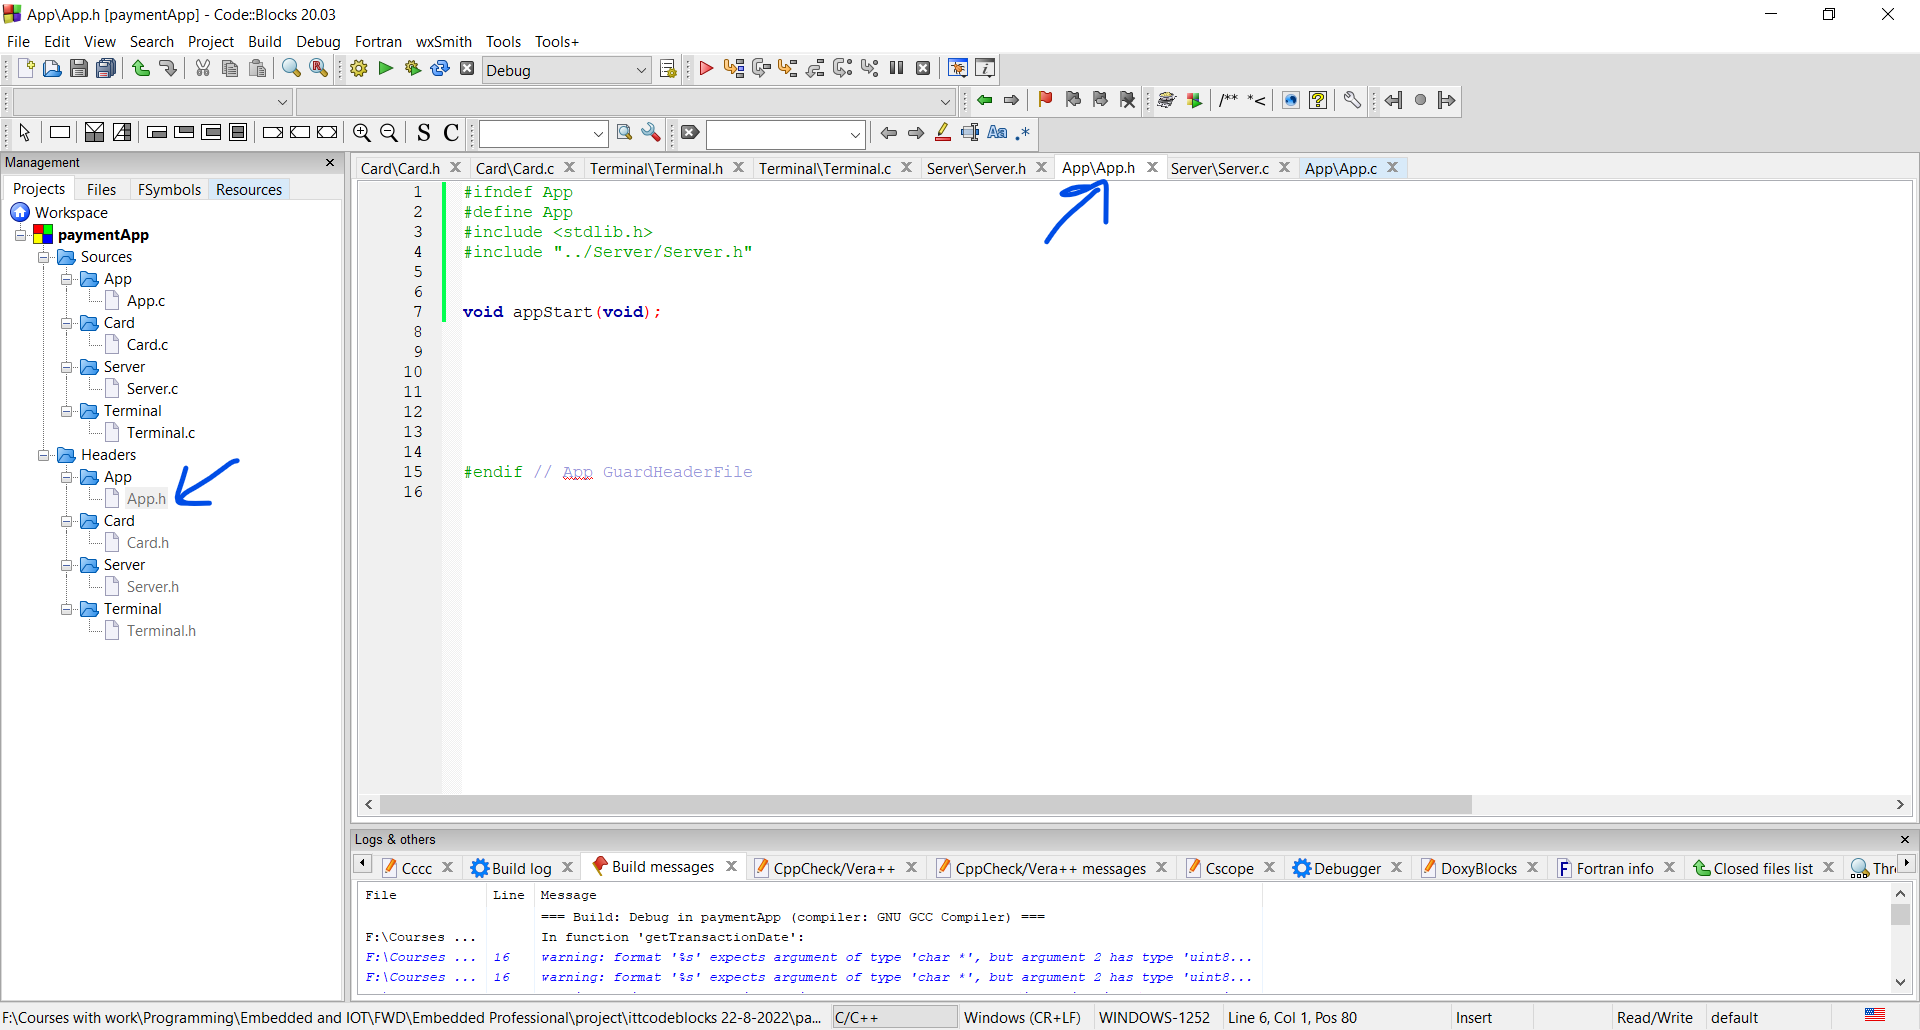 App\App.h [paymentApp] - Code::Blocks 20.03
File Edit View Search Project Build Debug Fortran wxSmith Tools Tools+
Debug
/** *<
S C
Aa .*
Management
Projects Files FSymbols Resources
Workspace
paymentApp
Sources
App
App.c
Card
Card.c
Server
Server.c
Terminal
Terminal.c
Headers
App
App.h
Card
Card.h
Server
Server.h
Terminal
Terminal.h
Card\Card.h Card\Card.c Terminal\Terminal.h Terminal\Terminal.c Server\Server.h App\App.h Server\Server.c App\App.c
1 #ifndef App
2 #define App
3 #include <stdlib.h>
4 #include "../Server/Server.h"
5
6
7 void appStart(void);
8
9
10
11
12
13
14
15 #endif // App GuardHeaderFile
16
Logs & others
Cccc Build log Build messages CppCheck/Vera++ CppCheck/Vera++ messages Cscope Debugger DoxyBlocks Fortran info Closed files list Thr
File Line Message
=== Build: Debug in paymentApp (compiler: GNU GCC Compiler) ===
F:\Courses ... In function 'getTransactionDate':
F:\Courses ... 16 warning: format '%s' expects argument of type 'char *', but argument 2 has type 'uint8...
F:\Courses ... 16 warning: format '%s' expects argument of type 'char *', but argument 2 has type 'uint8...
F:\Courses with work\Programming\Embedded and IOT\FWD\Embedded Professional\project\ittcodeblocks 22-8-2022\pa... C/C++ Windows (CR+LF) WINDOWS-1252 Line 6, Col 1, Pos 80 Insert Read/Write default